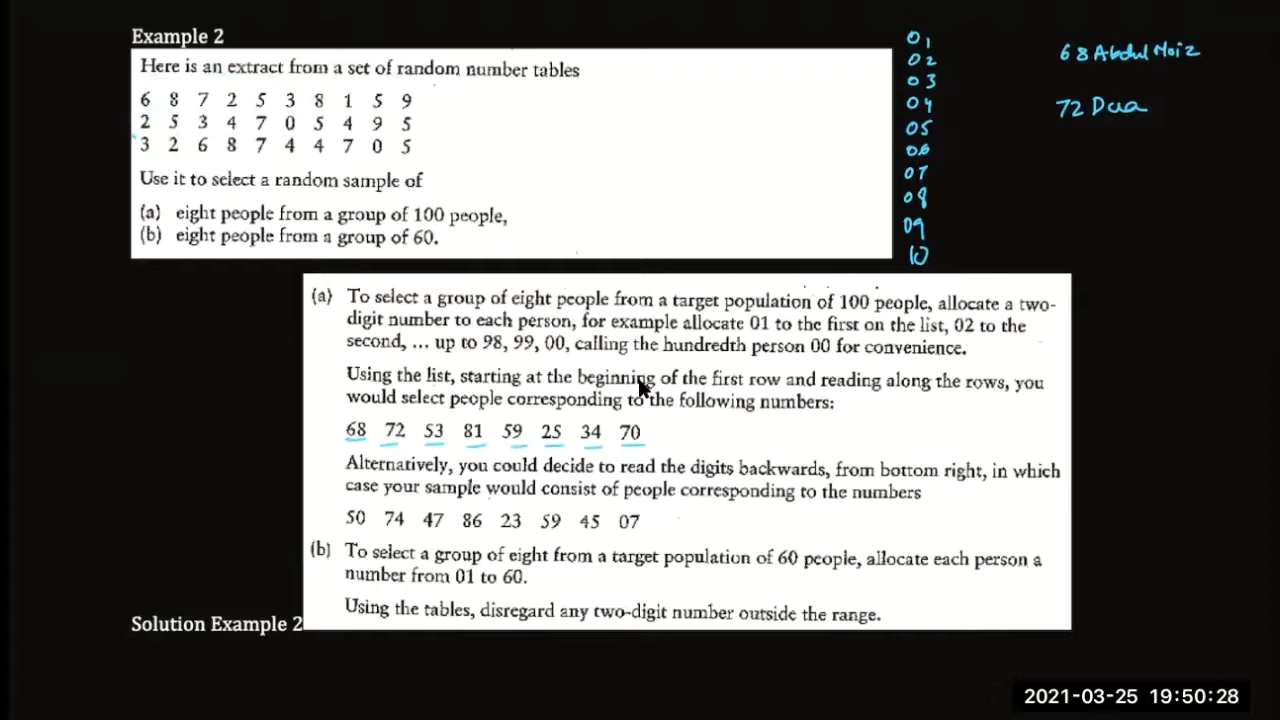 Example 2
Here is an extract from a set of random number tables
6 8 7 2 5 3 8 1 5 9
2 5 3 4 7 0 5 4 9 5
3 2 6 8 7 4 4 7 0 5
Use it to select a random sample of
(a) eight people from a group of 100 people,
(b) eight people from a group of 60.
01
02
03
04
05
06
07
08
09
10
68 Abdul Moiz
72 Dua
(a) To select a group of eight people from a target population of 100 people, allocate a two-
digit number to each person, for example allocate 01 to the first on the list, 02 to the
second, ... up to 98, 99, 00, calling the hundredth person 00 for convenience.
Using the list, starting at the beginning of the first row and reading along the rows, you
would select people corresponding to the following numbers:
68 72 53 81 59 25 34 70
Alternatively, you could decide to read the digits backwards, from bottom right, in which
case your sample would consist of people corresponding to the numbers
50 74 47 86 23 59 45 07
(b) To select a group of eight from a target population of 60 people, allocate each person a
number from 01 to 60.
Using the tables, disregard any two-digit number outside the range.
Solution Example 2
2021-03-25 19:50:28